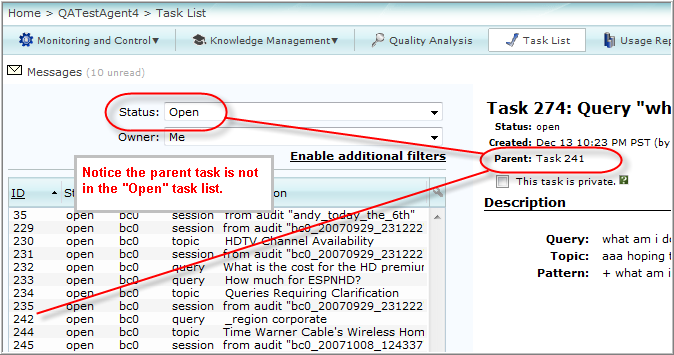 Home > QATestAgent4 > Task List
Monitoring and Control▾ Knowledge Management▾ Quality Analysis Task List Usage Rep
Messages (10 unread)
Status: Open
Owner: Me
Enable additional filters
Notice the parent task is not
in the "Open" task list.
ID
35 open bc0 session from audit "andy_today_the_6th"
229 open bc0 session from audit "bc0_20070929_231222
230 open bc0 topic HDTV Channel Availability
231 open bc0 session from audit "bc0_20070929_231222
232 open bc0 query What is the cost for the HD premium
233 open bc0 query How much for ESPNHD?
234 open bc0 topic Queries Requiring Clarification
235 open bc0 session from audit "bc0_20070929_231222
242 open bc0 query _region corporate
244 open bc0 topic Time Warner Cable's Wireless Hom
245 open bc0 session from audit "bc0_20071008_124337
Task 274: Query "wh
Status: open
Created: Dec 13 10:23 PM PST (by
Parent: Task 241
This task is private.
Description
Query: what am i d
Topic: aaa hoping t
Pattern: + what am i